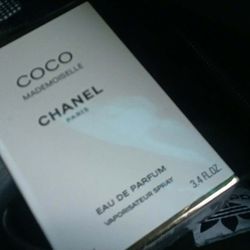 COCO
MADEMOISELLE
CHANEL
PARIS
EAU DE PARFUM
VAPORISATEUR SPRAY
3.4 FL. OZ.